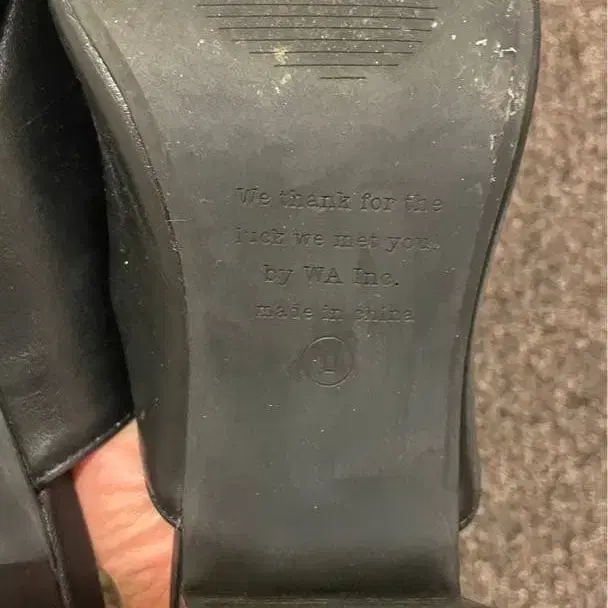 We thank for the
luck we met you.
by WA Inc.
made in china